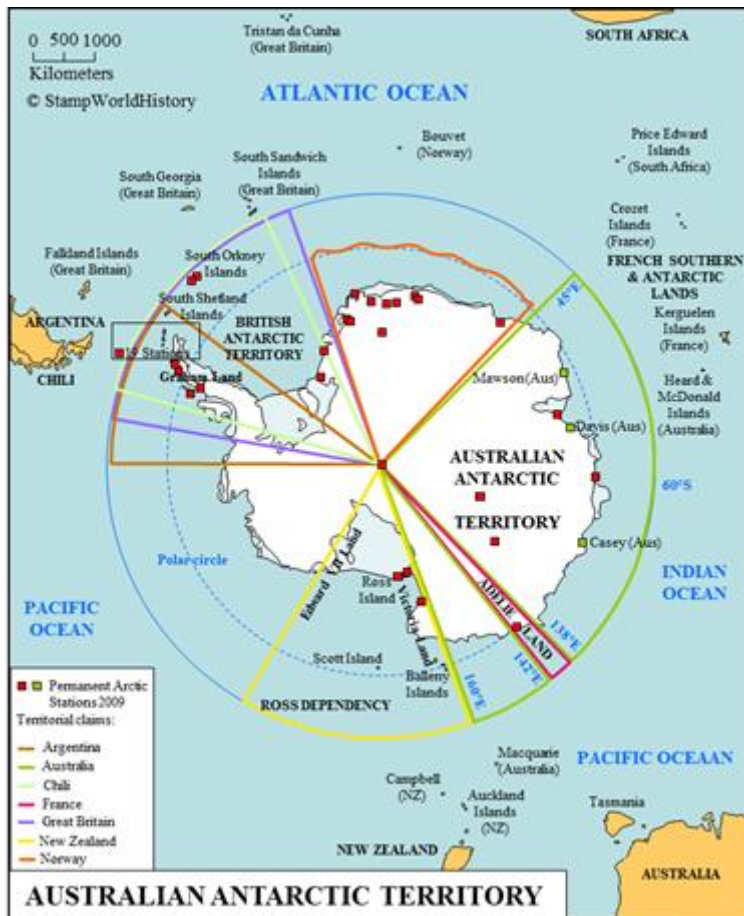 Tristan da Cunha
(Great Britain)
SOUTH AFRICA
0 500 1000
Kilometers
© StampWorldHistory
ATLANTIC OCEAN
Bouvet
(Norway)
Price Edward
Islands
(South Africa)
South Sandwich
Islands
(Great Britain)
South Georgia
(Great Britain)
Crozet
Islands
(France)
Falkland Islands
(Great Britain)
South Orkney
Islands
FRENCH SOUTHERN
& ANTARCTIC
LANDS
45°E
South Shetland
Islands
Kerguelen
Islands
(France)
ARGENTINA
BRITISH
ANTARCTIC
TERRITORY
19 Stations
CHILI
Graham Land
Mawson (Aus)
Heard &
McDonald
Islands
(Australia)
Davis (Aus)
AUSTRALIAN
ANTARCTIC
TERRITORY
60°S
Casey (Aus)
Polar circle
Edward VII Land
Ross
Island
Victoria Land
ADELIE
LAND
INDIAN
OCEAN
PACIFIC
OCEAN
138°E
142°E
160°E
Scott Island
Balleny
Islands
ROSS DEPENDENCY
Permanent Arctic
Stations 2009
Territorial claims:
Argentina
Australia
Chili
France
Great Britain
New Zealand
Norway
Macquarie
(Australia)
PACIFIC OCEAAN
Campbell
(NZ)
Auckland
Islands
(NZ)
Tasmania
NEW ZEALAND
AUSTRALIA
AUSTRALIAN ANTARCTIC TERRITORY